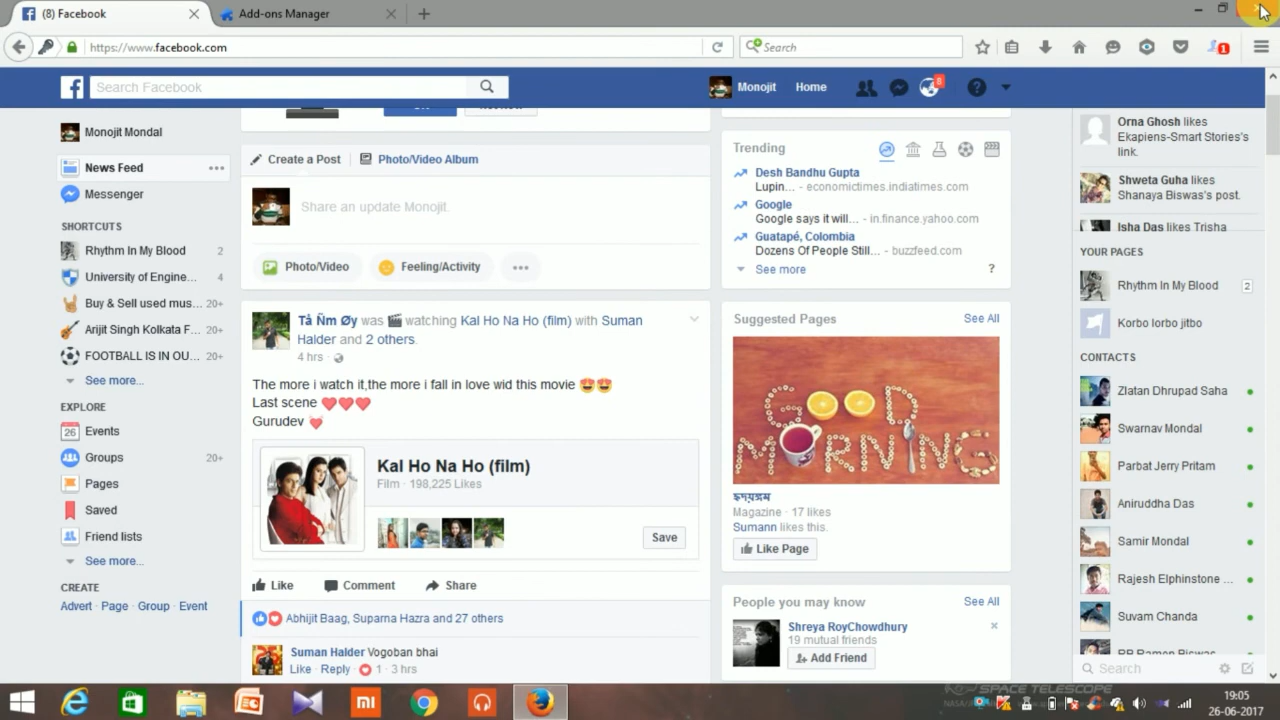 (8) Facebook
Add-ons Manager
https://www.facebook.com
Search
1
Search Facebook
Monojit
Home
8
Monojit Mondal
News Feed
Messenger
SHORTCUTS
Rhythm In My Blood 2
University of Engine... 4
Buy & Sell used mus... 20+
Arijit Singh Kolkata F... 20+
FOOTBALL IS IN OU... 20+
See more...
EXPLORE
26 Events
Groups 20+
Pages
Saved
Friend lists
See more...
CREATE
Advert · Page · Group · Event
Create a Post
Photo/Video Album
Share an update Monojit.
Photo/Video
Feeling/Activity
Tå Ñm Øy was 🎬 watching Kal Ho Na Ho (film) with Suman
Halder and 2 others.
4 hrs ·
The more i watch it,the more i fall in love wid this movie 😍😍
Last scene ❤❤❤
Gurudev 💓
Kal Ho Na Ho (film)
Film · 198,225 Likes
Save
Like Comment Share
Abhijit Baag, Suparna Hazra and 27 others
Suman Halder Vogoban bhai
Like · Reply · 1 · 3 hrs
Trending
Desh Bandhu Gupta
Lupin... - economictimes.indiatimes.com
Google
Google says it will... - in.finance.yahoo.com
Guatapé, Colombia
Dozens Of People Still... - buzzfeed.com
See more ?
Suggested Pages See All
GOOD
MORNING
হৃদয়ঙ্গম
Magazine · 17 likes
Sumann likes this.
Like Page
People you may know See All
Shreya RoyChowdhury
19 mutual friends
Add Friend
Orna Ghosh likes
Ekapiens-Smart Stories's
link.
Shweta Guha likes
Shanaya Biswas's post.
Isha Das likes Trisha
YOUR PAGES
Rhythm In My Blood 2
Korbo lorbo jitbo
CONTACTS
Zlatan Dhrupad Saha
Swarnav Mondal
Parbat Jerry Pritam
Aniruddha Das
Samir Mondal
Rajesh Elphinstone ...
Suvam Chanda
Search
SPACE TELESCOPE
19:05
26-06-2017